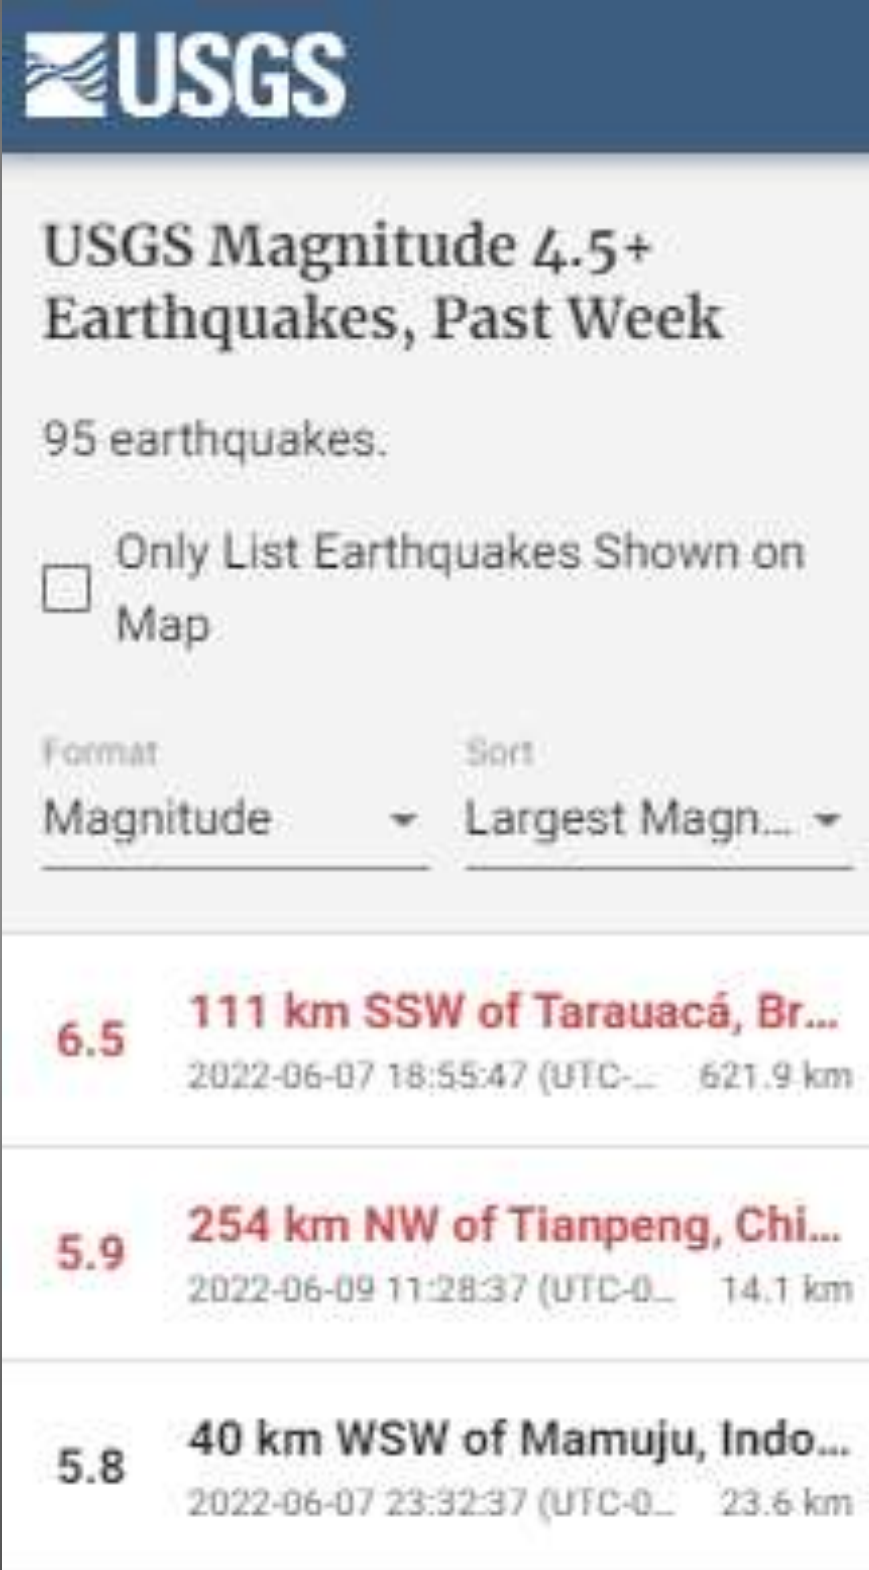 USGS
USGS Magnitude 4.5+
Earthquakes, Past Week
95 earthquakes.
Only List Earthquakes Shown on
Map
Format
Sort
Magnitude
Largest Magn...
6.5
111 km SSW of Tarauacá, Br...
2022-06-07 18:55:47 (UTC-...
621.9 km
5.9
254 km NW of Tianpeng, Chi...
2022-06-09 11:28:37 (UTC-0...
14.1 km
5.8
40 km WSW of Mamuju, Indo...
2022-06-07 23:32:37 (UTC-0...
23.6 km